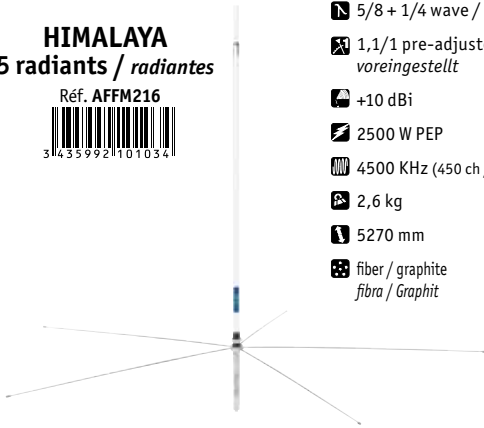 HIMALAYA
5 radiants / radiantes
Réf. AFFM216
3 435992 101034
5/8 + 1/4 wave /
1,1/1 pre-adjust
voreingestellt
+10 dBi
2500 W PEP
4500 KHz (450 ch
2,6 kg
5270 mm
fiber / graphite
fibra / Graphit